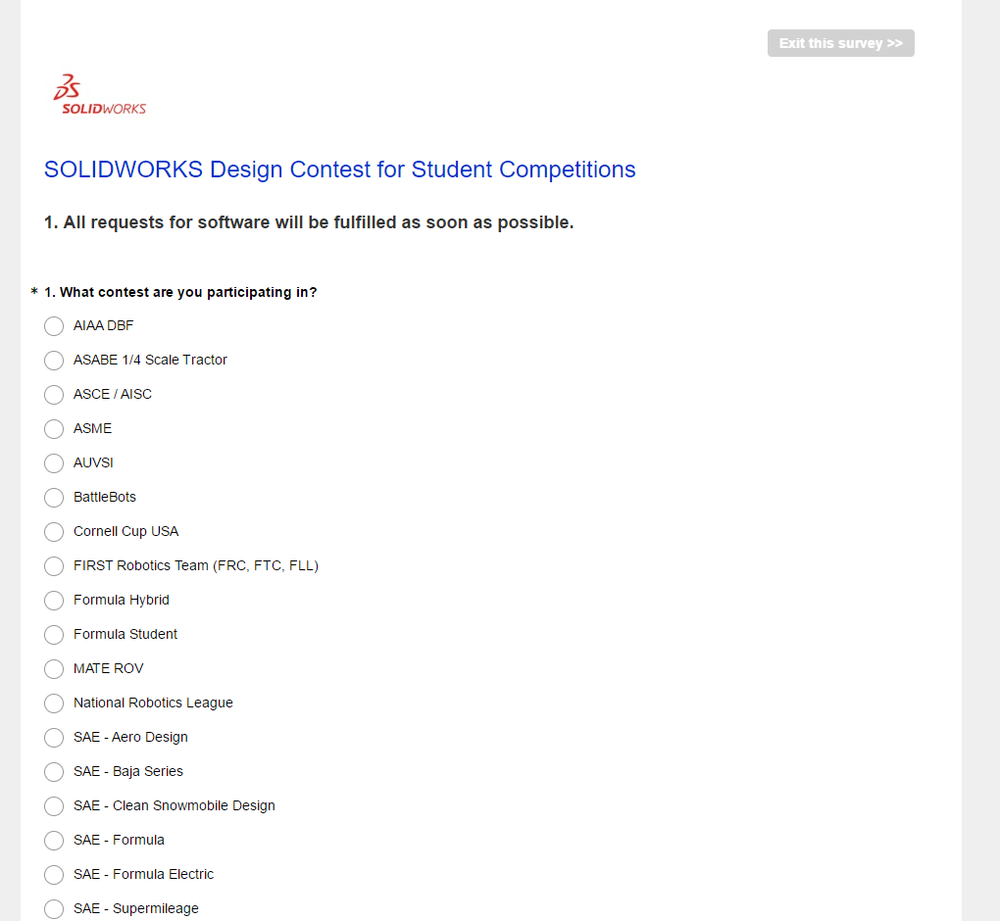 Exit this survey >>
SOLIDWORKS
SOLIDWORKS Design Contest for Student Competitions
1. All requests for software will be fulfilled as soon as possible.
* 1. What contest are you participating in?
AIAA DBF
ASABE 1/4 Scale Tractor
ASCE / AISC
ASME
AUVSI
BattleBots
Cornell Cup USA
FIRST Robotics Team (FRC, FTC, FLL)
Formula Hybrid
Formula Student
MATE ROV
National Robotics League
SAE - Aero Design
SAE - Baja Series
SAE - Clean Snowmobile Design
SAE - Formula
SAE - Formula Electric
SAE - Supermileage